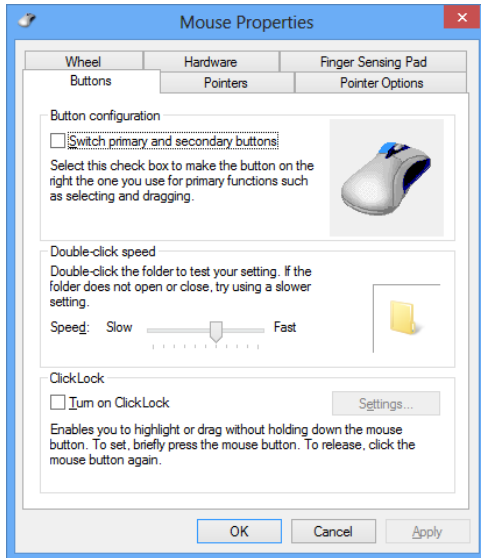 Mouse Properties
Wheel Hardware Finger Sensing Pad
Buttons Pointers Pointer Options
Button configuration
Switch primary and secondary buttons
Select this check box to make the button on the
right the one you use for primary functions such
as selecting and dragging.
Double-click speed
Double-click the folder to test your setting. If the
folder does not open or close, try using a slower
setting.
Speed: Slow Fast
ClickLock
Turn on ClickLock Settings...
Enables you to highlight or drag without holding down the mouse
button. To set, briefly press the mouse button. To release, click the
mouse button again.
OK Cancel Apply